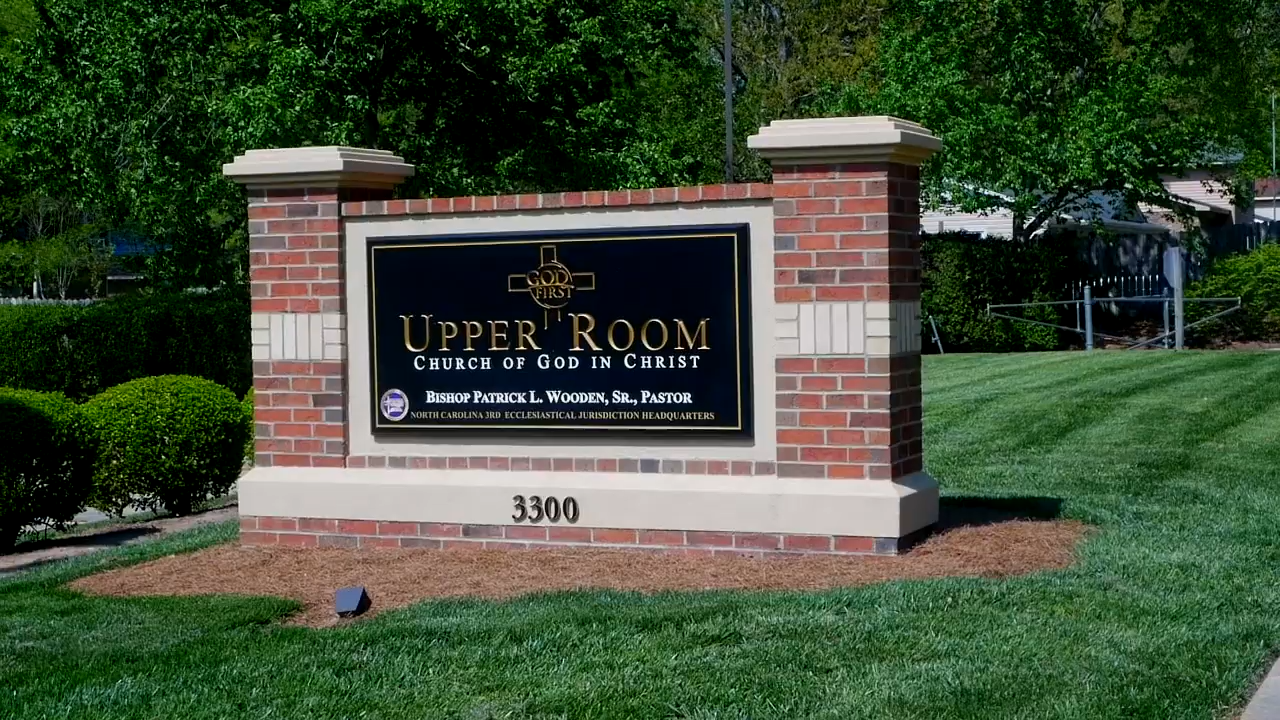 GOD
FIRST
UPPER ROOM
CHURCH OF GOD IN CHRIST
BISHOP PATRICK L. WOODEN, SR., PASTOR
NORTH CAROLINA 3RD ECCLESIASTICAL JURISDICTION HEADQUARTERS
3300